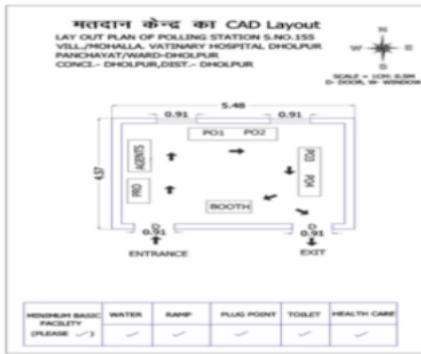 मतदान केन्द्र का CAD Layout
LAY OUT PLAN OF POLLING STATION S.NO.155
VILL./MOHALLA. VATINARY HOSPITAL DHOLPUR
PANCHAYAT/WARD-DHOLPUR
CONCI.- DHOLPUR,DIST.- DHOLPUR
N
W E
S
SCALE = 1CM: 0.5M
D- DOOR, W- WINDOW
5.48
0.91 0.91
PO1 PO2
4.57
AGENTS
PRO
PO3 PO4
BOOTH
D D
0.91 0.91
ENTRANCE EXIT
MINIMUM BASIC FACILITY (PLEASE ✓) WATER RAMP PLUG POINT TOILET HEALTH CARE
✓ ✓ ✓ ✓ ✓